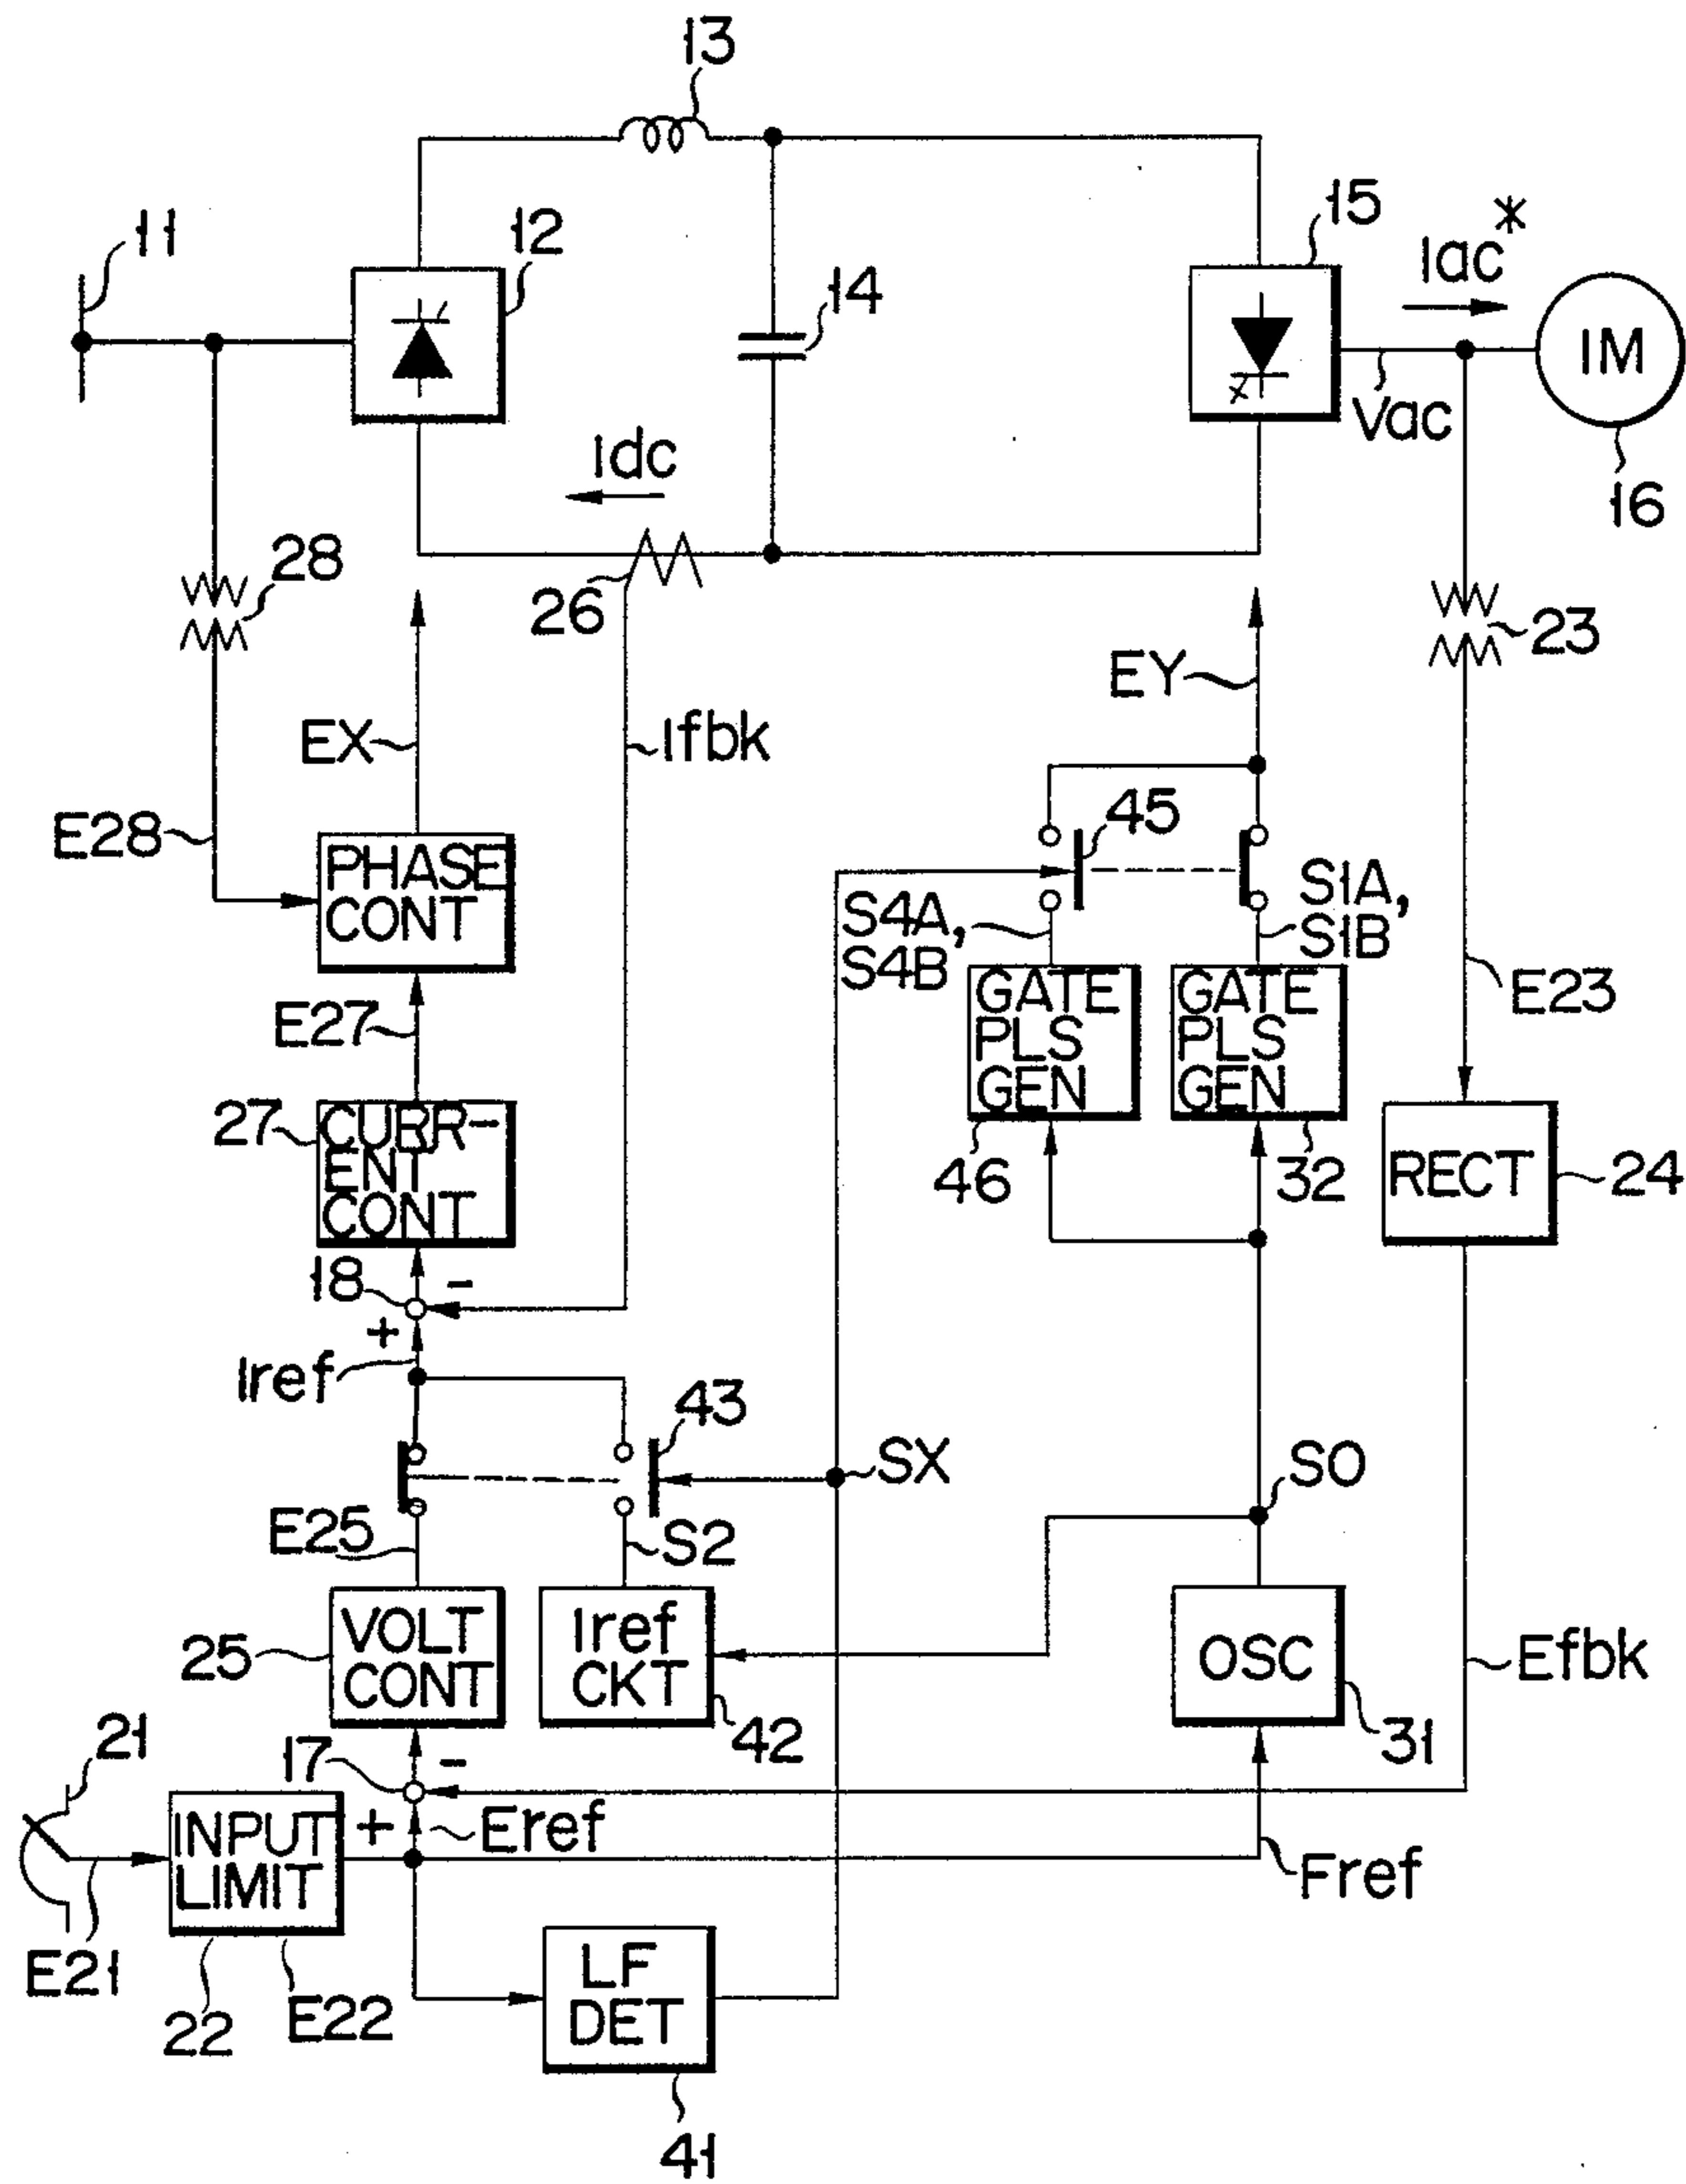 13
11
12
14
15
Iac*
IM
Vac
16
Idc
28
26
23
EX
Ifbk
EY
E28
PHASE
CONT
45
S4A,
S4B
S1A,
S1B
E27
GATE
PLS
GEN
GATE
PLS
GEN
E23
27
CURR-
ENT
CONT
46
32
RECT
24
18
-
+
Iref
43
SX
SO
E25
S2
25
VOLT
CONT
Iref
CKT
42
OSC
31
Efbk
21
17
-
+
Eref
INPUT
LIMIT
Fref
E21
22
E22
LF
DET
41